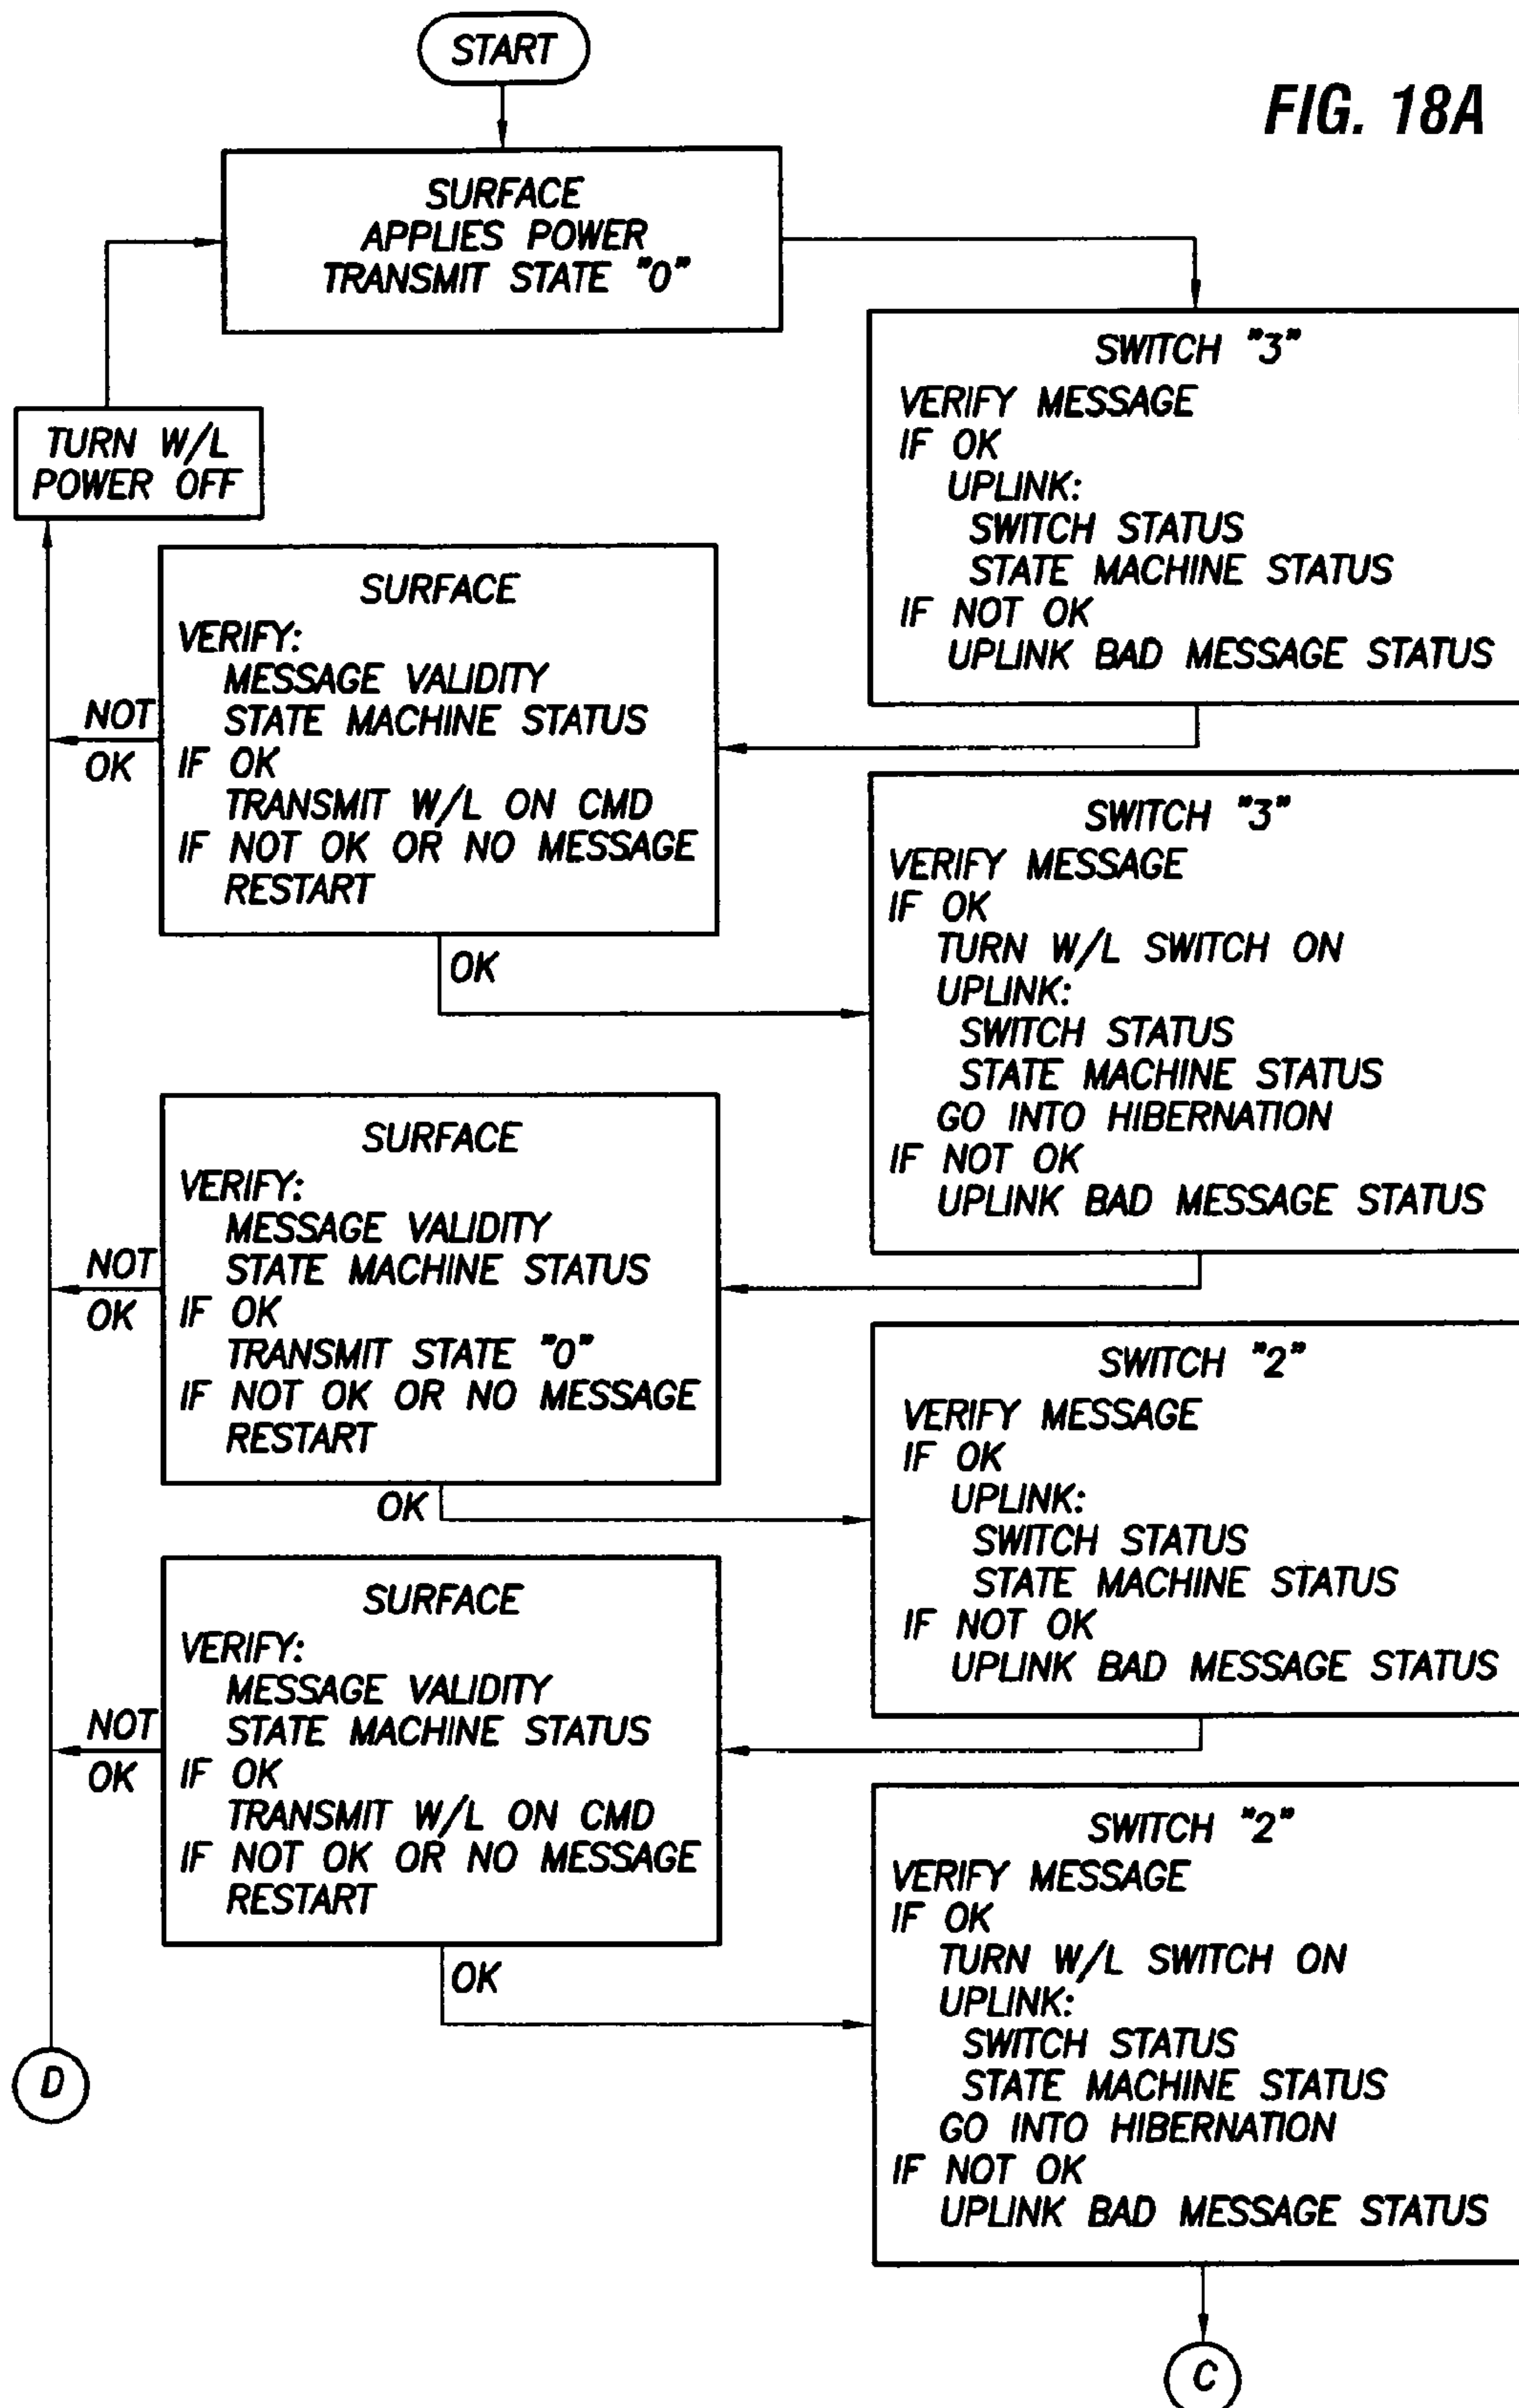 START
FIG. 18A
SURFACE
APPLIES POWER
TRANSMIT STATE "0"
SWITCH "3"
VERIFY MESSAGE
IF OK
UPLINK:
SWITCH STATUS
STATE MACHINE STATUS
IF NOT OK
UPLINK BAD MESSAGE STATUS
TURN W/L
POWER OFF
SURFACE
VERIFY:
MESSAGE VALIDITY
STATE MACHINE STATUS
IF OK
TRANSMIT W/L ON CMD
IF NOT OK OR NO MESSAGE
RESTART
NOT
OK
OK
SWITCH "3"
VERIFY MESSAGE
IF OK
TURN W/L SWITCH ON
UPLINK:
SWITCH STATUS
STATE MACHINE STATUS
GO INTO HIBERNATION
IF NOT OK
UPLINK BAD MESSAGE STATUS
SURFACE
VERIFY:
MESSAGE VALIDITY
STATE MACHINE STATUS
IF OK
TRANSMIT STATE "0"
IF NOT OK OR NO MESSAGE
RESTART
NOT
OK
OK
SWITCH "2"
VERIFY MESSAGE
IF OK
UPLINK:
SWITCH STATUS
STATE MACHINE STATUS
IF NOT OK
UPLINK BAD MESSAGE STATUS
SURFACE
VERIFY:
MESSAGE VALIDITY
STATE MACHINE STATUS
IF OK
TRANSMIT W/L ON CMD
IF NOT OK OR NO MESSAGE
RESTART
NOT
OK
OK
SWITCH "2"
VERIFY MESSAGE
IF OK
TURN W/L SWITCH ON
UPLINK:
SWITCH STATUS
STATE MACHINE STATUS
GO INTO HIBERNATION
IF NOT OK
UPLINK BAD MESSAGE STATUS
D
C